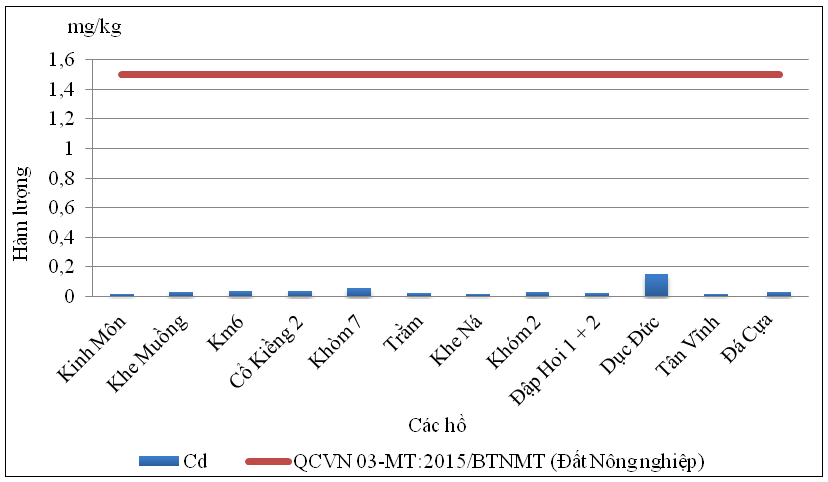 mg/kg
1,6
1,4
1,2
1
0,8
0,6
0,4
0,2
0
Hàm lượng
Kinh Môn
Khe Muồng
Km6
Cổ Kiềng 2
Khòm 7
Trằm
Khe Ná
Khóm 2
Đập Hoi 1 + 2
Dục Đức
Tân Vĩnh
Đá Cựa
Các hồ
Cd
QCVN 03-MT:2015/BTNMT (Đất Nông nghiệp)